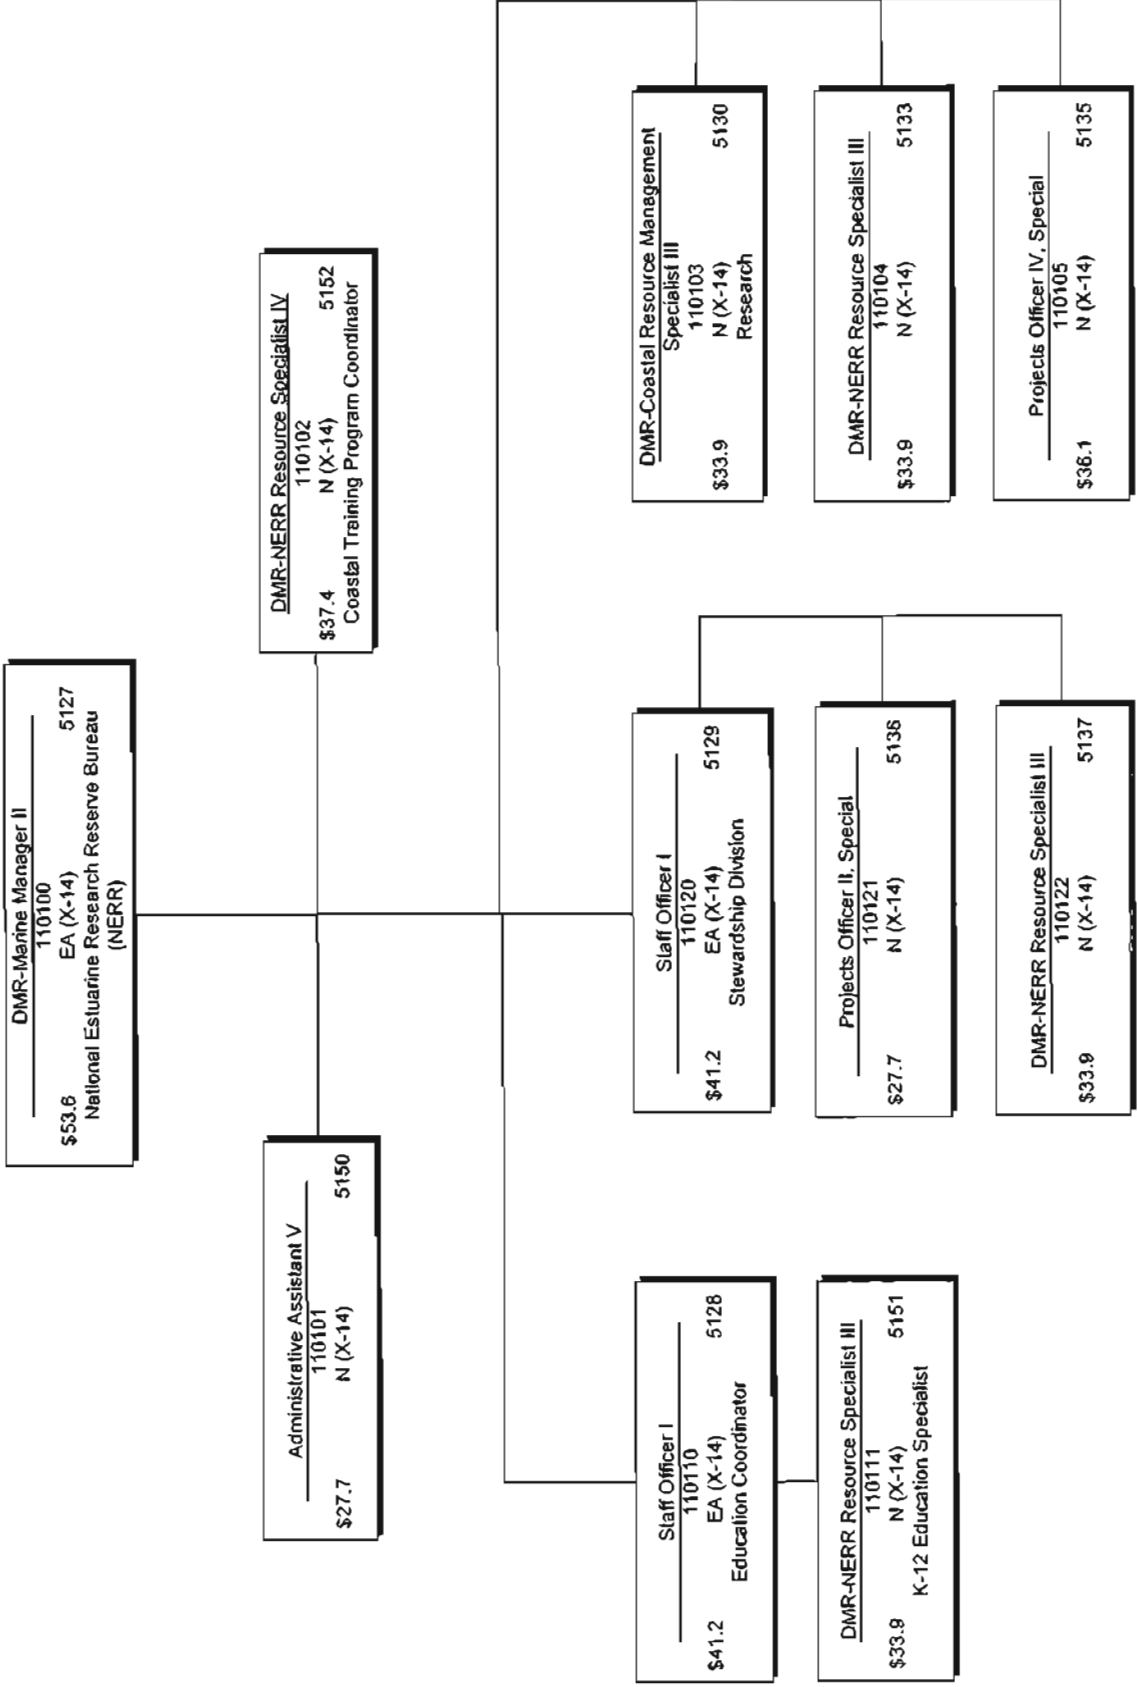 DMR-Marine Manager II
110100
$53.6 EA (X-14) 5127
National Estuarine Research Reserve Bureau
(NERR)
Administrative Assistant V
110101
$27.7 N (X-14) 5150
DMR-NERR Resource Specialist IV
110102
$37.4 N (X-14) 5152
Coastal Training Program Coordinator
Staff Officer I
110110
$41.2 EA (X-14) 5128
Education Coordinator
DMR-NERR Resource Specialist III
110111
$33.9 N (X-14) 5151
K-12 Education Specialist
Staff Officer I
110120
$41.2 EA (X-14) 5129
Stewardship Division
Projects Officer II, Special
110121
$27.7 N (X-14) 5136
DMR-NERR Resource Specialist III
110122
$33.9 N (X-14) 5137
DMR-Coastal Resource Management
Specialist III
110103
$33.9 N (X-14) 5130
Research
DMR-NERR Resource Specialist III
110104
$33.9 N (X-14) 5133
Projects Officer IV, Special
110105
$36.1 N (X-14) 5135